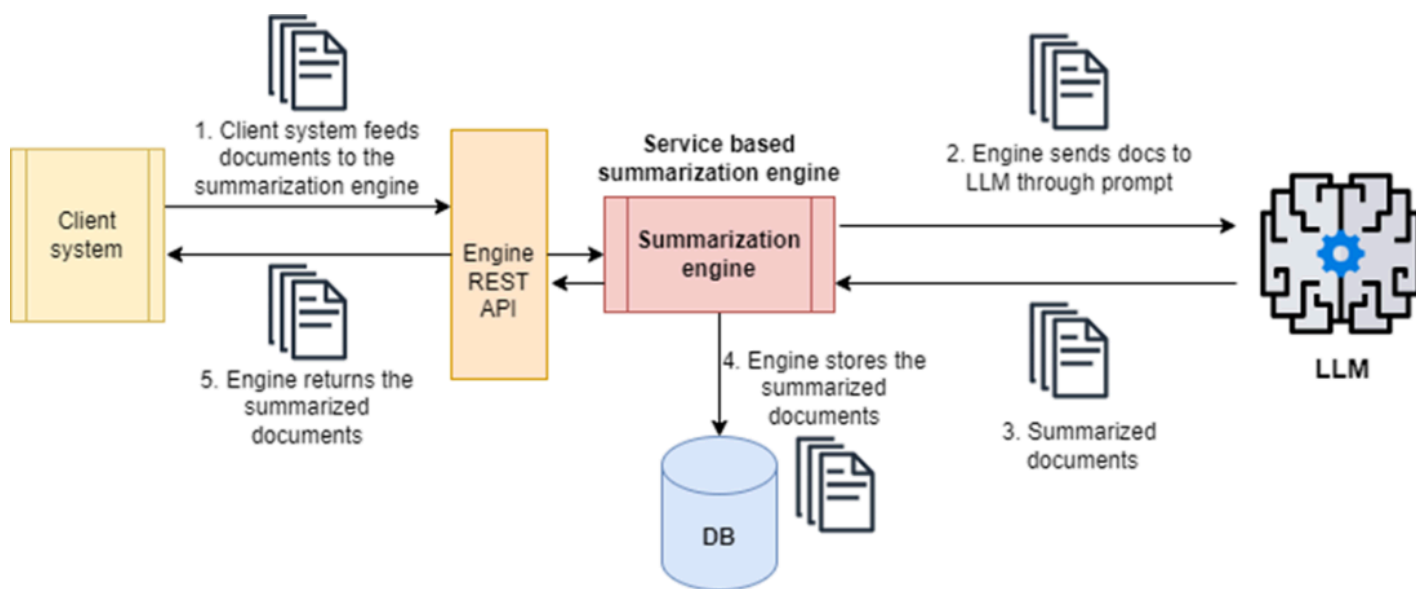 1. Client system feeds
documents to the
summarization engine
Client
system
5. Engine returns the
summarized
documents
Engine
REST
API
Service based
summarization engine
Summarization
engine
4. Engine stores the
summarized
documents
DB
2. Engine sends docs to
LLM through prompt
3. Summarized
documents
LLM